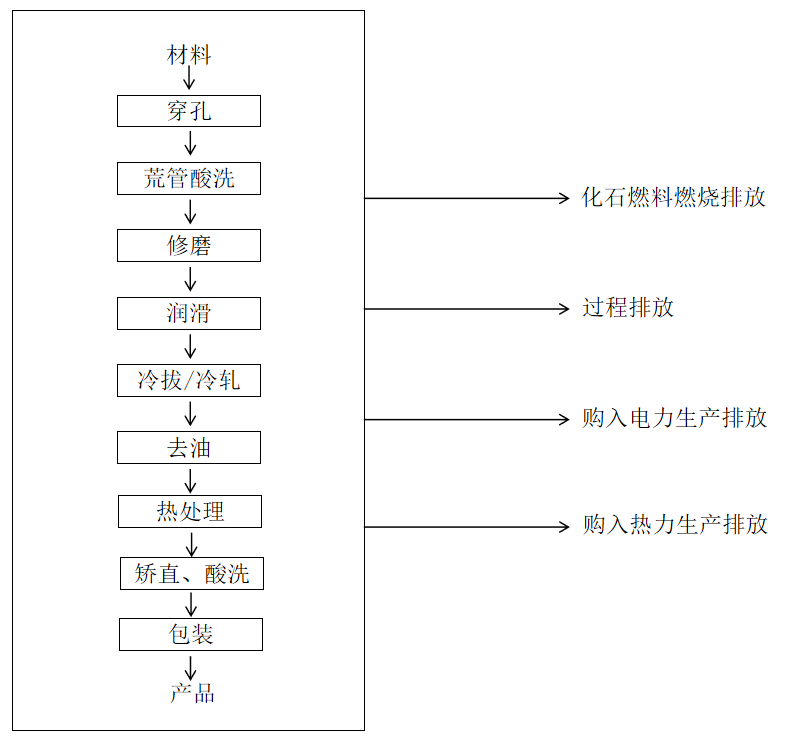 材料
穿孔
荒管酸洗
修磨
润滑
冷拔/冷轧
去油
热处理
矫直、酸洗
包装
产品
化石燃料燃烧排放
过程排放
购入电力生产排放
购入热力生产排放